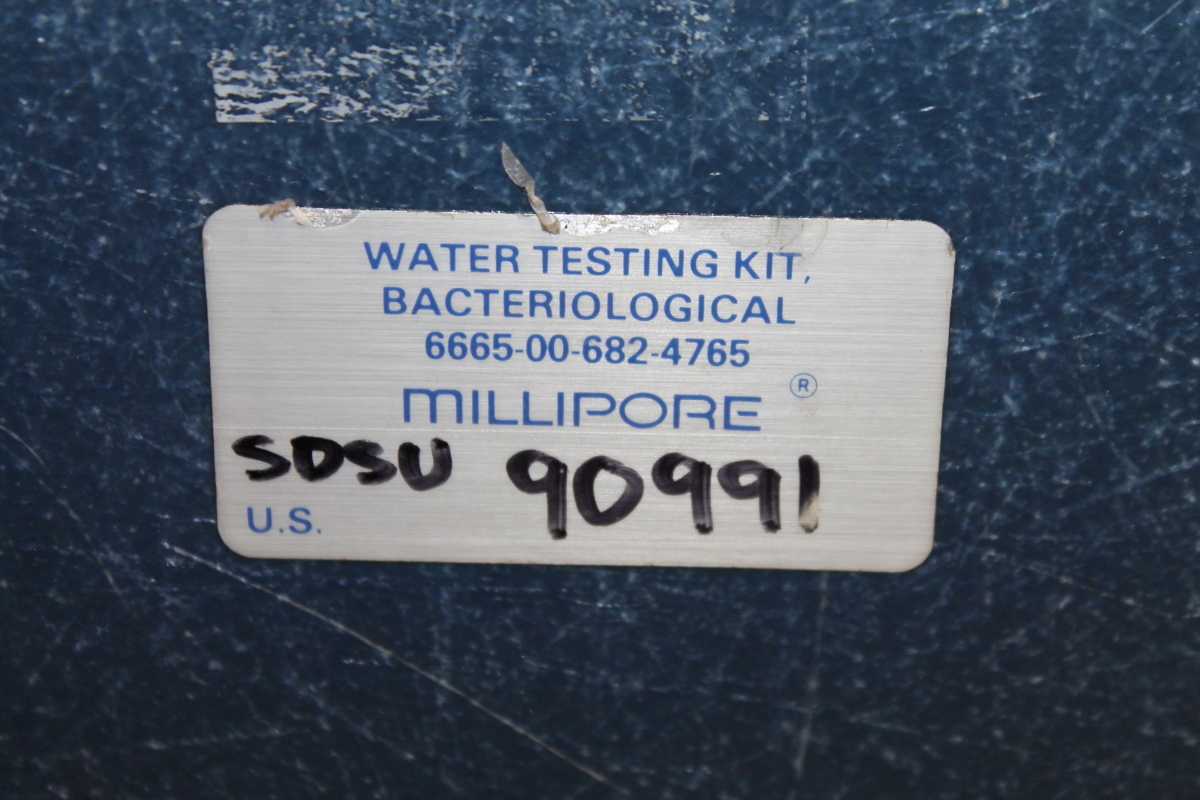 WATER TESTING KIT,
BACTERIOLOGICAL
6665-00-682-4765
MILLIPORE ®
SDSU 90991
U.S.